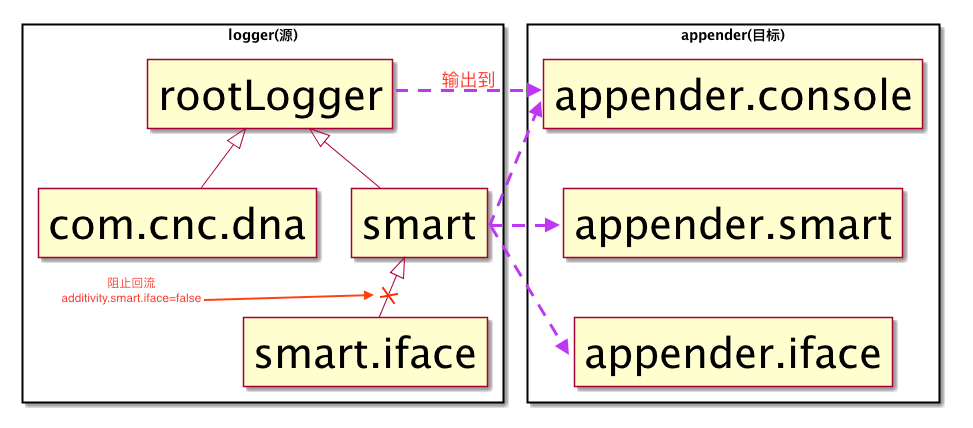 logger(源)
appender(目标)
rootLogger
输出到
appender.console
com.cnc.dna
smart
appender.smart
阻止回流
additivity.smart.iface=false
smart.iface
appender.iface